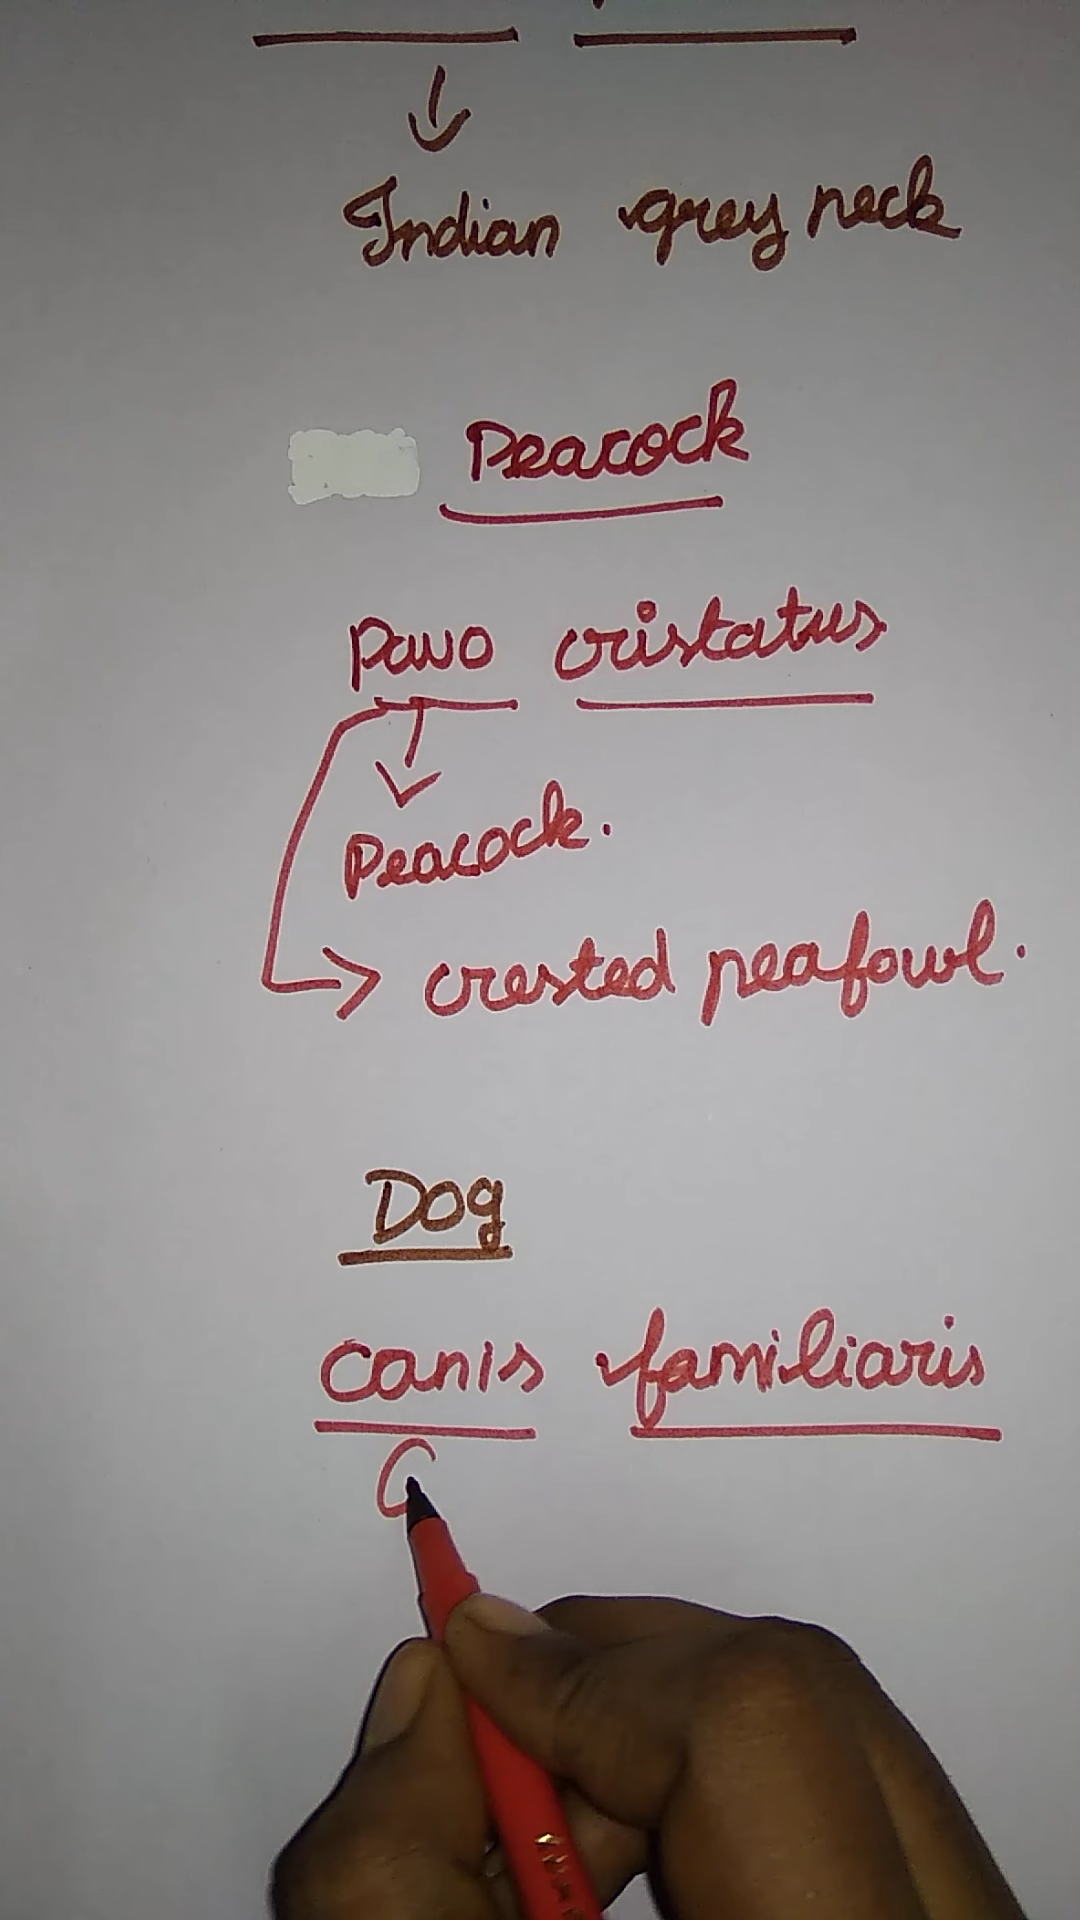 Indian grey neck
Peacock
Pavo cristatus
Peacock.
crested peafowl.
Dog
canis familiaris
C